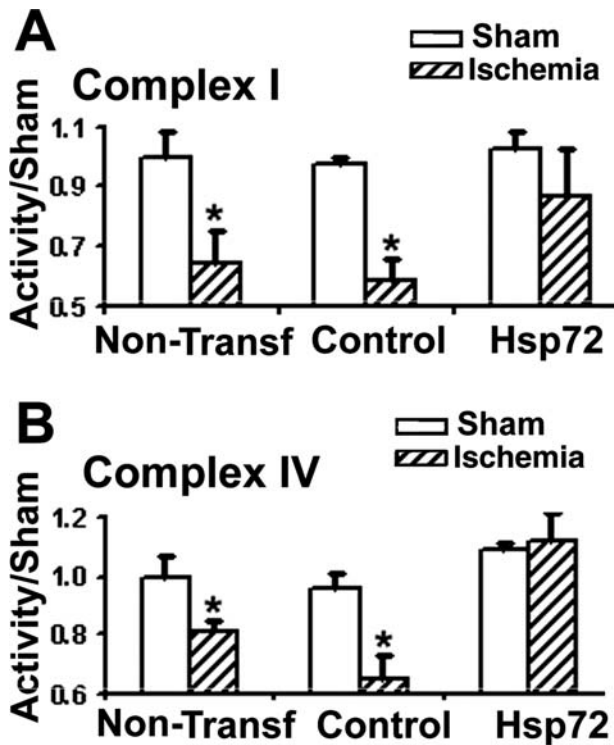 A
Sham
Ischemia
Complex I
Activity/Sham
1.1
0.9
0.7
0.5
*
*
Non-Transf Control Hsp72
B
Sham
Ischemia
Complex IV
Activity/Sham
1.2
1.0
0.8
0.6
*
*
Non-Transf Control Hsp72